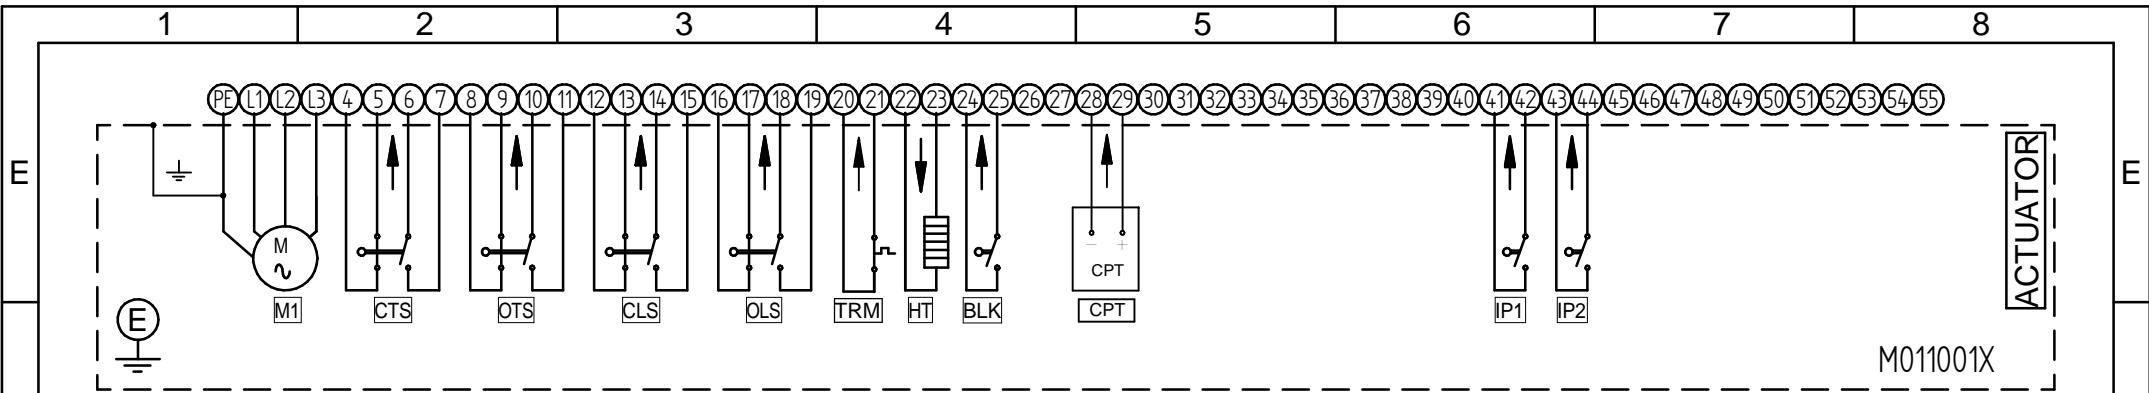 1 2 3 4 5 6 7 8
PE L1 L2 L3 4 5 6 7 8 9 10 11 12 13 14 15 16 17 18 19 20 21 22 23 24 25 26 27 28 29 30 31 32 33 34 35 36 37 38 39 40 41 42 43 44 45 46 47 48 49 50 51 52 53 54 55
E E
ACTUATOR
M
- +
CPT
M1 CTS OTS CLS OLS TRM HT BLK CPT IP1 IP2
E
M011001X